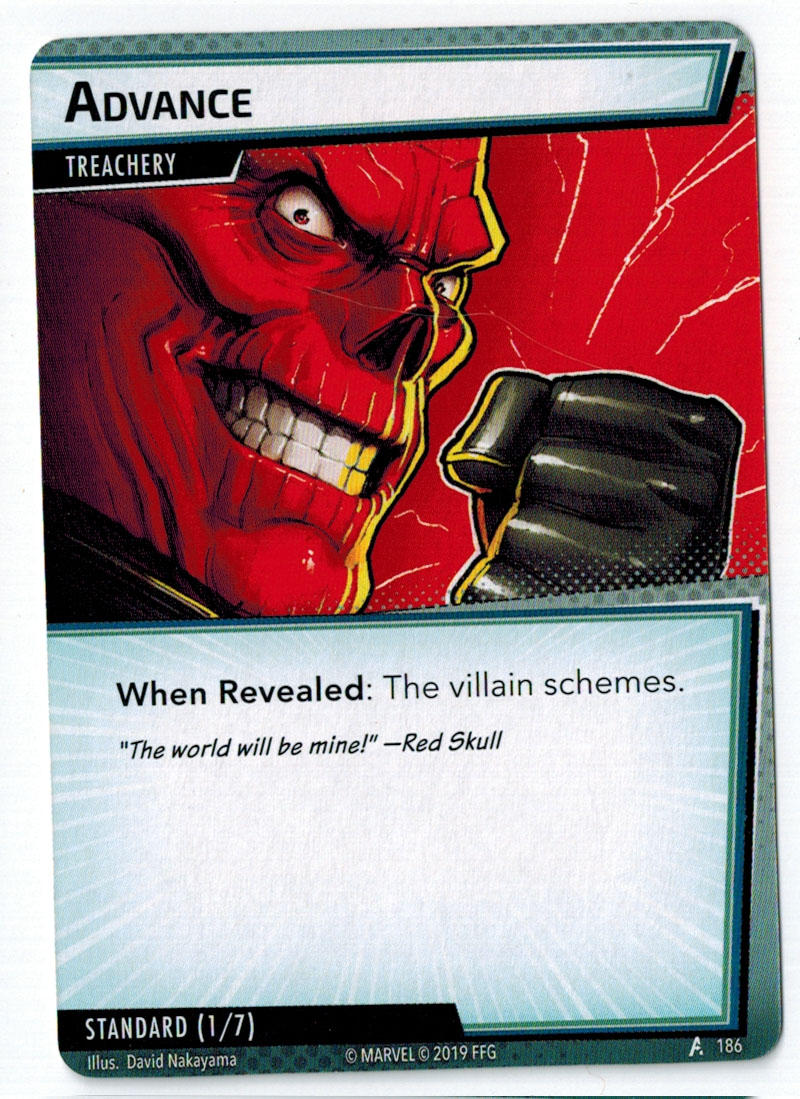 ADVANCE
TREACHERY
When Revealed: The villain schemes.
"The world will be mine!" —Red Skull
STANDARD (1/7)
Illus. David Nakayama
© MARVEL © 2019 FFG
186